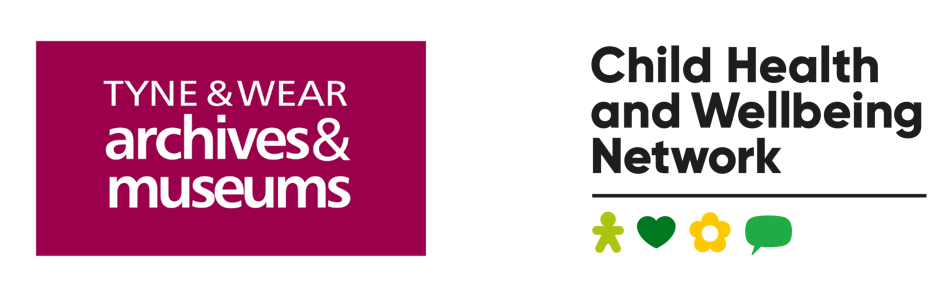 TYNE & WEAR
archives&
museums
Child Health
and Wellbeing
Network